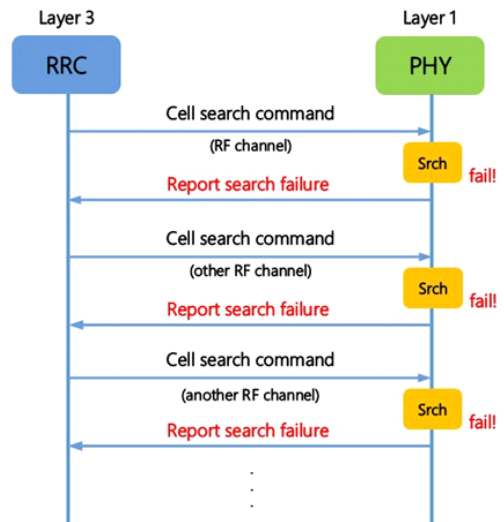 Layer 3
Layer 1
RRC
PHY
Cell search command
(RF channel)
Srch
fail!
Report search failure
Cell search command
(other RF channel)
Srch
fail!
Report search failure
Cell search command
(another RF channel)
Srch
fail!
Report search failure